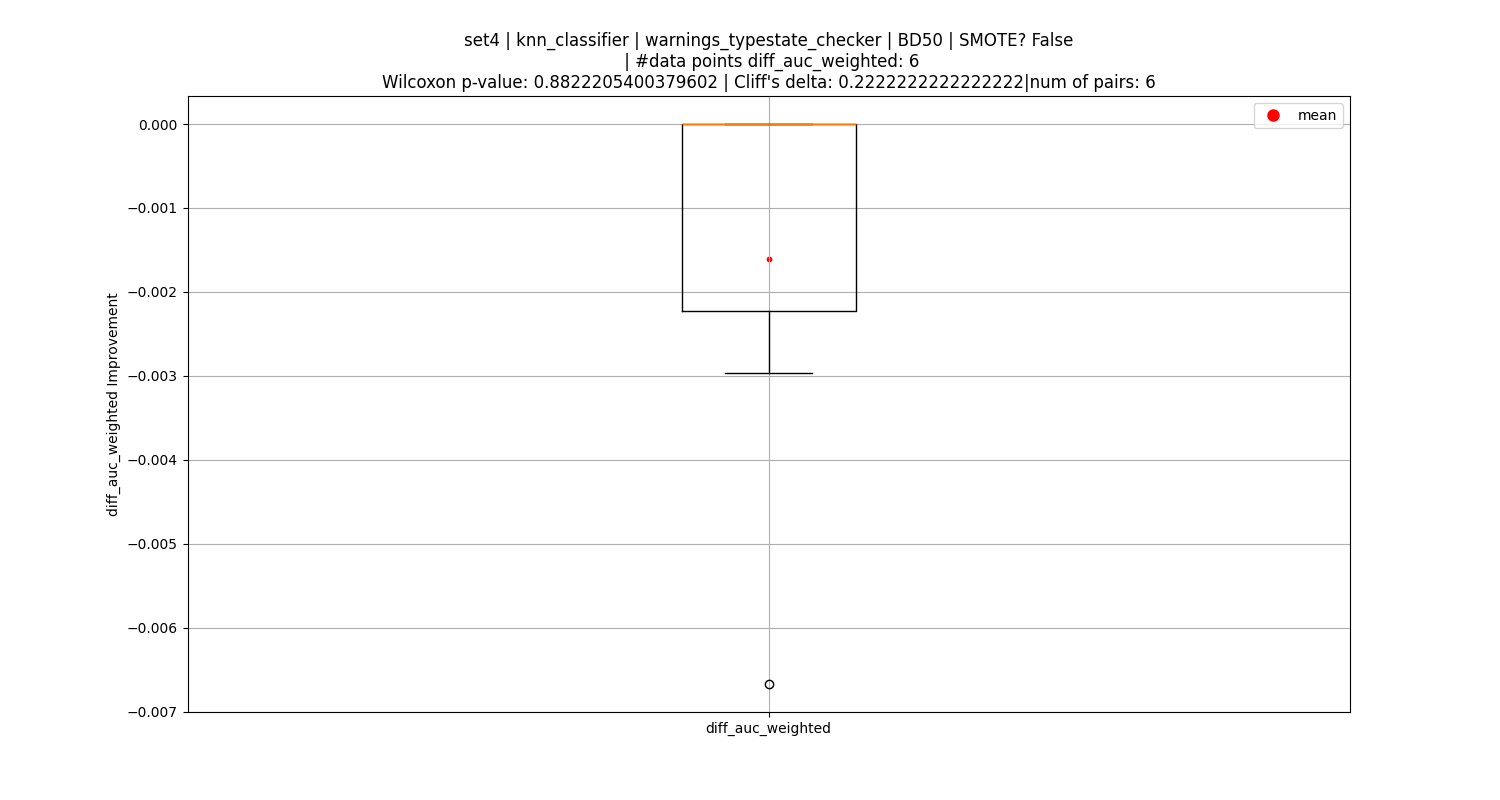 set4 | knn_classifier | warnings_typestate_checker | BD50 | SMOTE? False
| #data points diff_auc_weighted: 6
Wilcoxon p-value: 0.8822205400379602 | Cliff's delta: 0.2222222222222222|num of pairs: 6
mean
0.000
−0.001
−0.002
−0.003
−0.004
−0.005
−0.006
−0.007
diff_auc_weighted Improvement
diff_auc_weighted